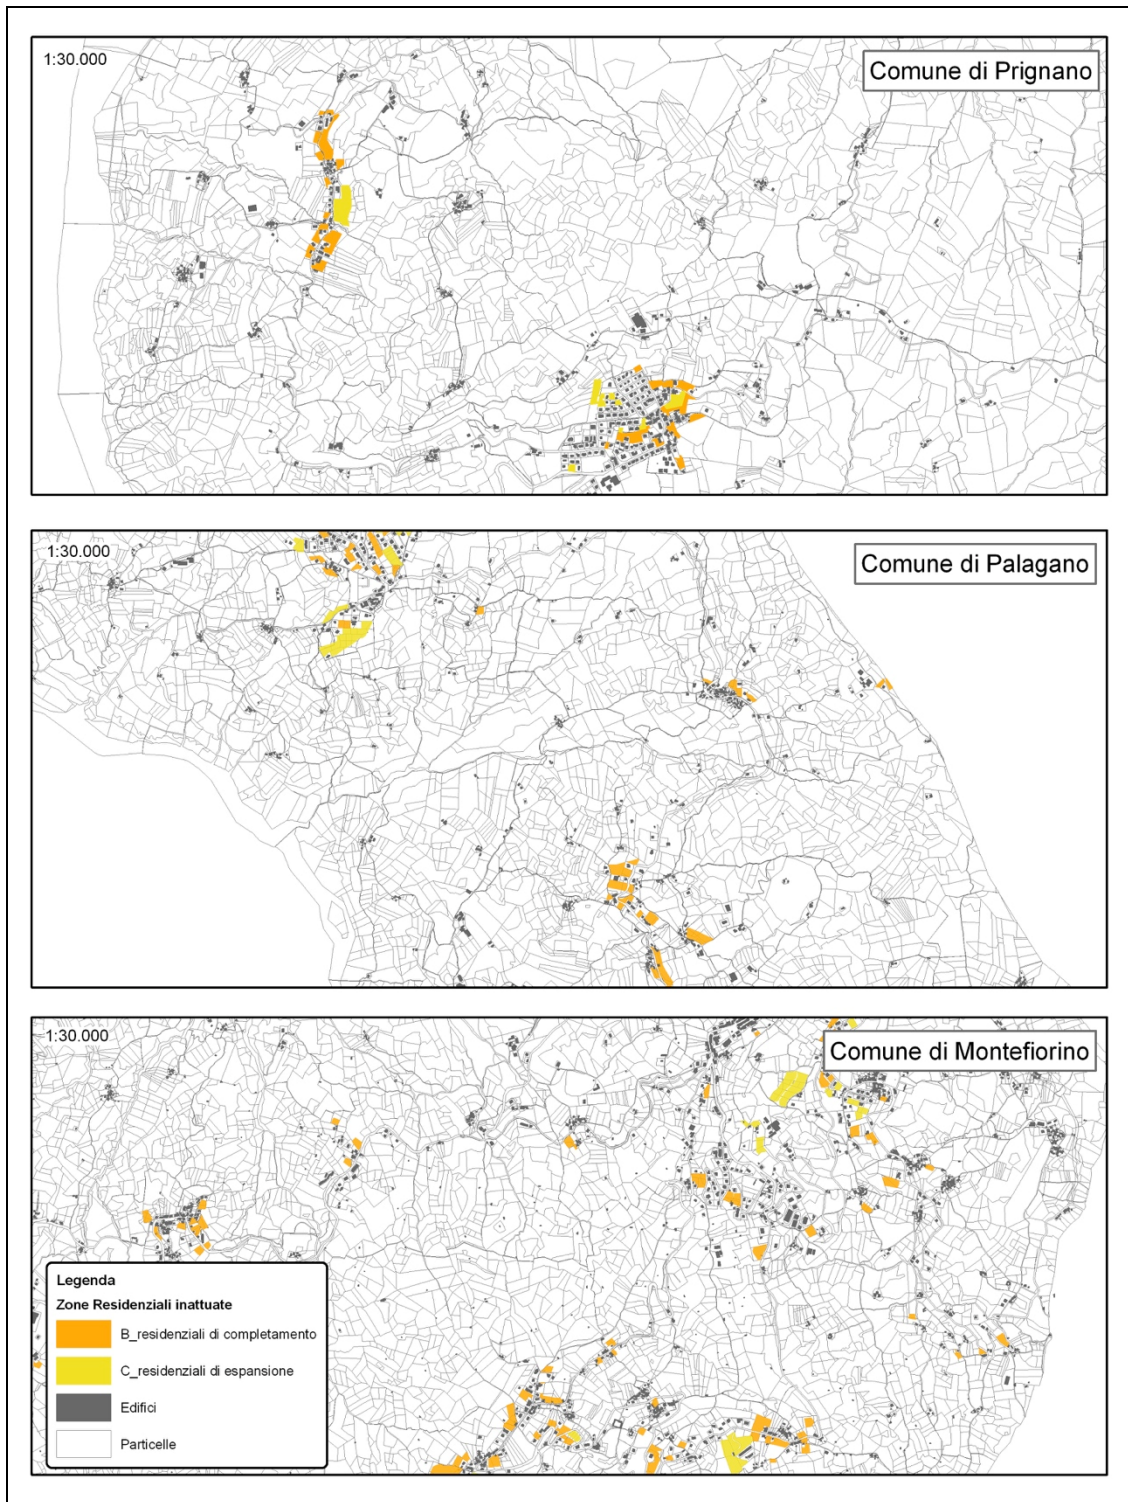 1:30.000
Comune di Prignano
1:30.000
Comune di Palagano
1:30.000
Comune di Montefiorino
Legenda
Zone Residenziali inattuate
B_residenziali di completamento
C_residenziali di espansione
Edifici
Particelle